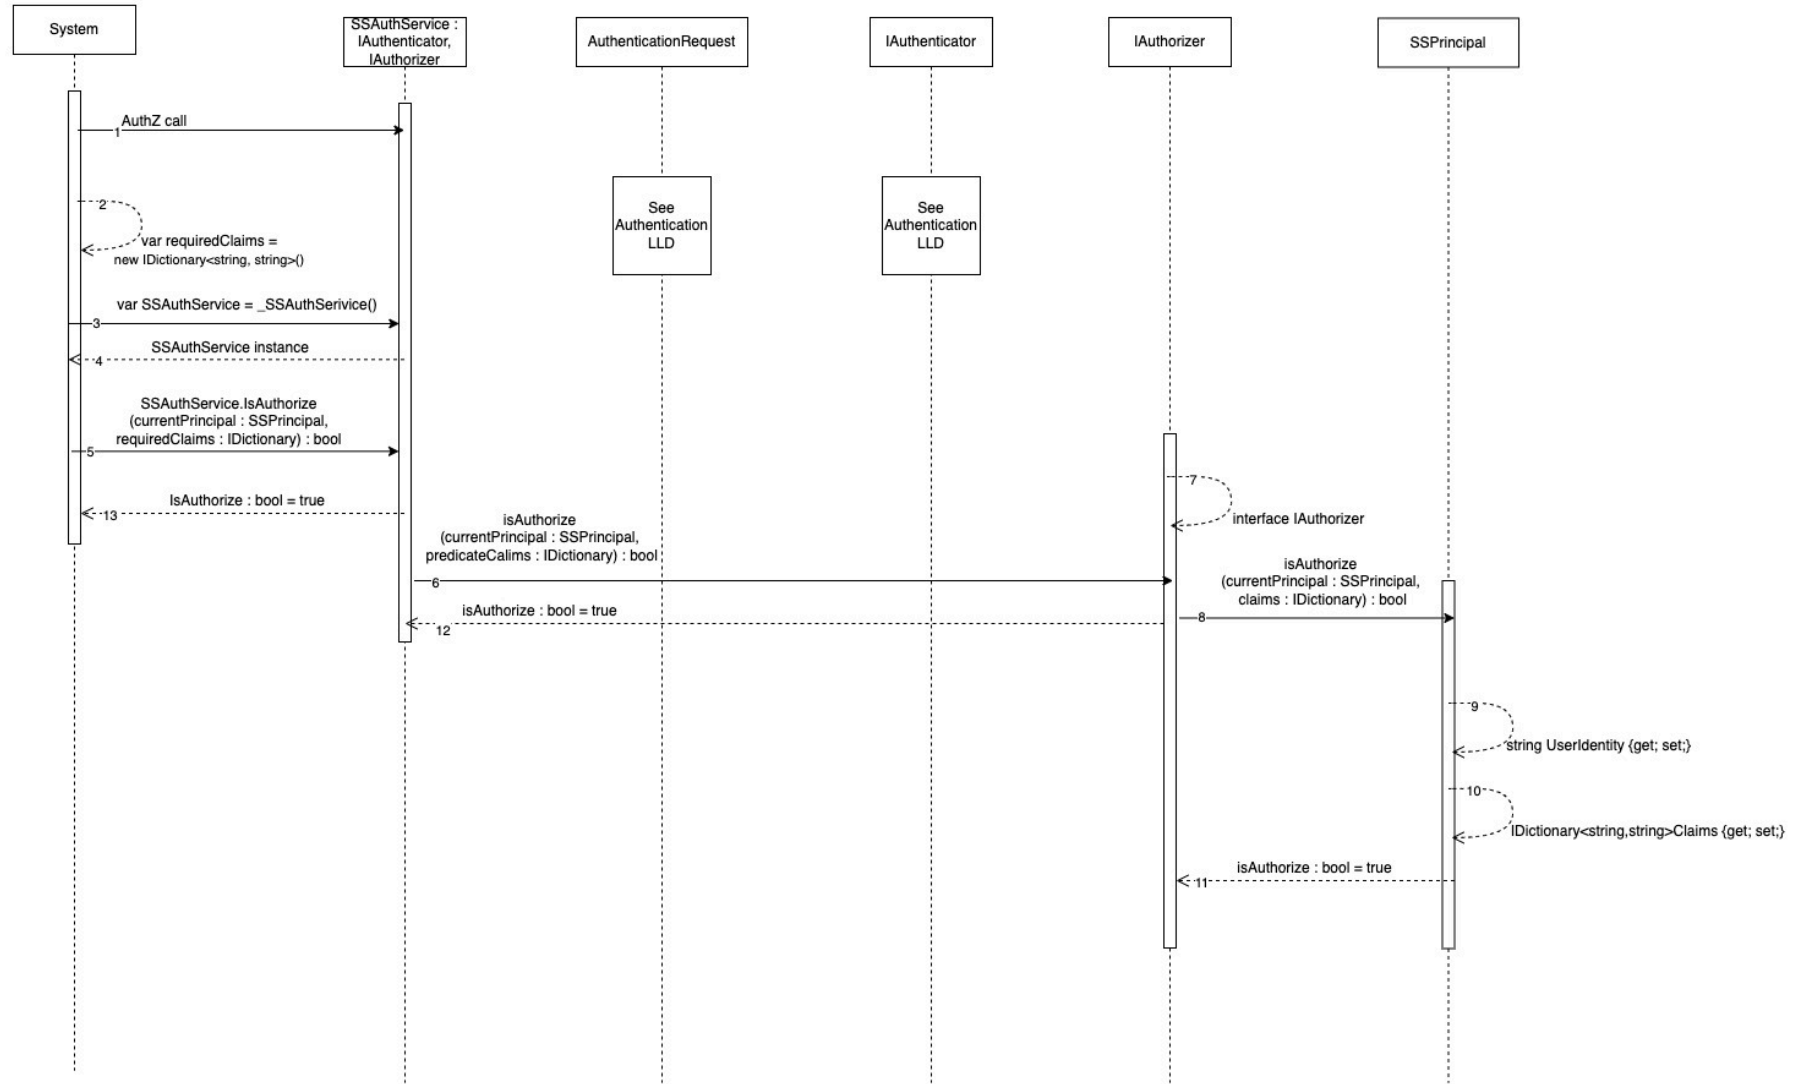 System
SSAuthService :
IAuthenticator,
IAuthorizer
AuthenticationRequest
IAuthenticator
IAuthorizer
SSPrincipal
AuthZ call
1
2
var requiredClaims =
new IDictionary<string, string>()
See
Authentication
LLD
See
Authentication
LLD
var SSAuthService = _SSAuthSerivice()
3
SSAuthService instance
4
SSAuthService.IsAuthorize
(currentPrincipal : SSPrincipal,
requiredClaims : IDictionary) : bool
5
IsAuthorize : bool = true
13
isAuthorize
(currentPrincipal : SSPrincipal,
predicateCalims : IDictionary) : bool
6
isAuthorize : bool = true
12
7
interface IAuthorizer
isAuthorize
(currentPrincipal : SSPrincipal,
claims : IDictionary) : bool
8
9
string UserIdentity {get; set;}
10
IDictionary<string,string>Claims {get; set;}
isAuthorize : bool = true
11